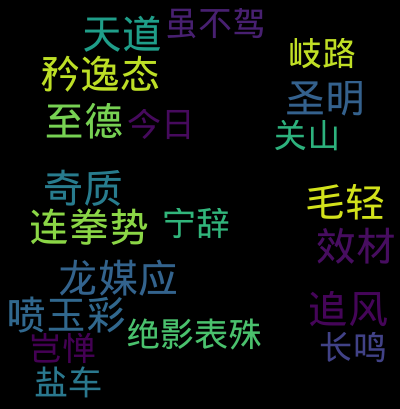 天道 虽不驾
岐路
矜逸态
圣明
至德 今日
关山
奇质
毛轻
连拳势 宁辞
效材
龙媒应
喷玉彩
追风
绝影表殊
岂惮
长鸣
盐车